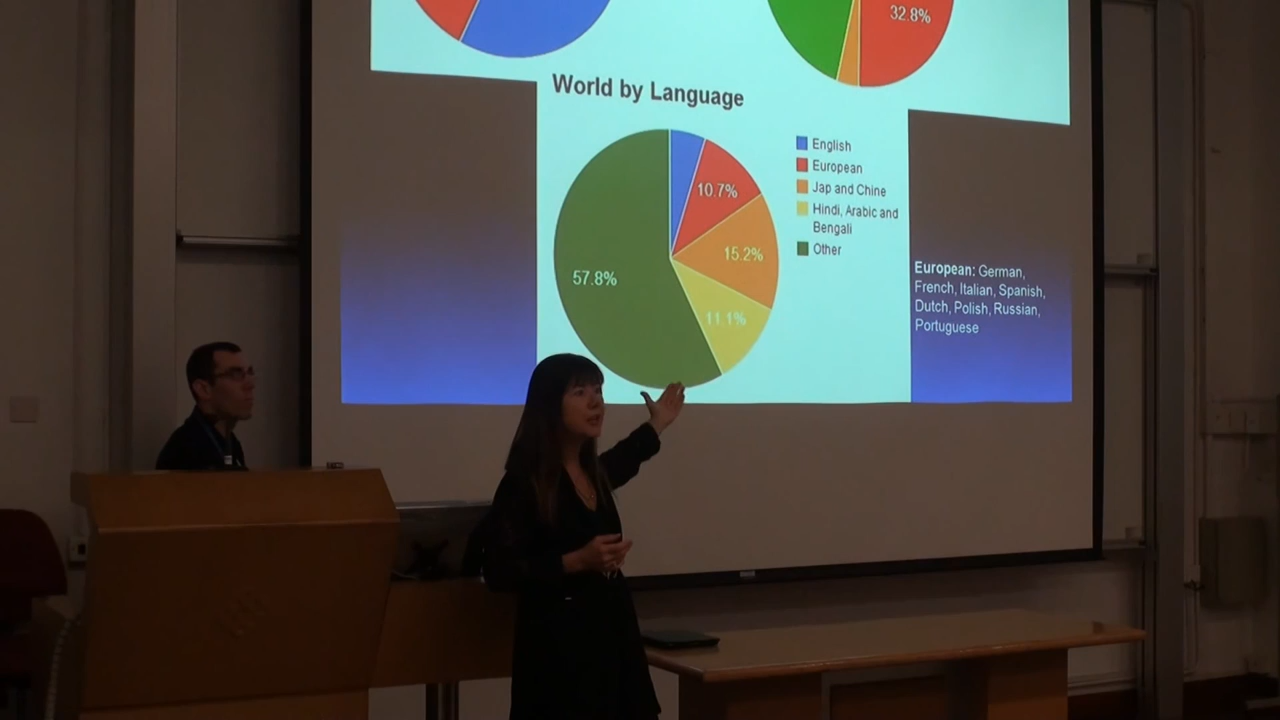 32.8%
World by Language
English
European
Jap and Chine
Hindi, Arabic and
Bengali
Other
10.7%
15.2%
57.8%
11.1%
European: German,
French, Italian, Spanish,
Dutch, Polish, Russian,
Portuguese